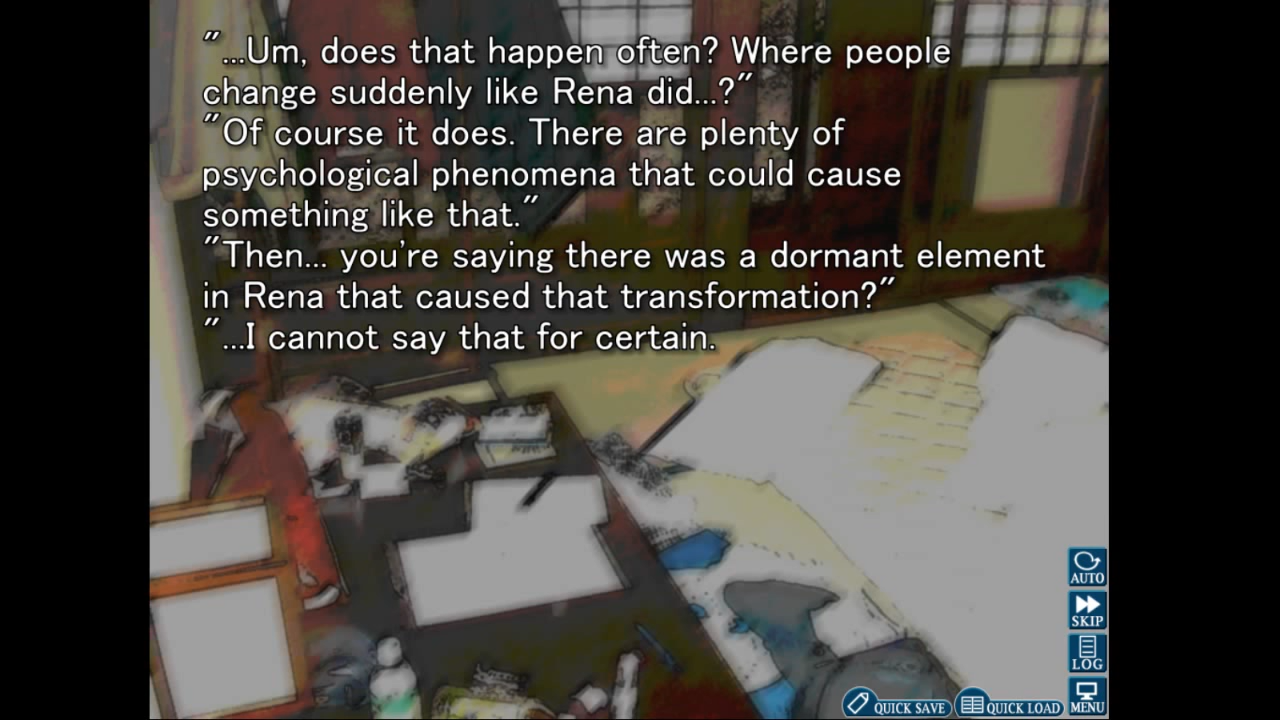 "...Um, does that happen often? Where people
change suddenly like Rena did...?"
"Of course it does. There are plenty of
psychological phenomena that could cause
something like that."
"Then... you're saying there was a dormant element
in Rena that caused that transformation?"
"...I cannot say that for certain.
AUTO
SKIP
LOG
MENU
QUICK SAVE
QUICK LOAD